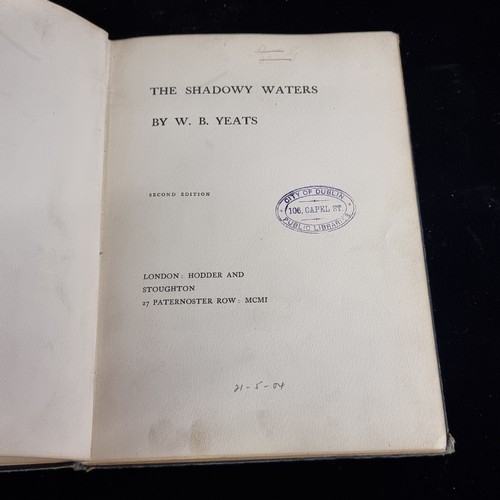 THE SHADOWY WATERS
BY W. B. YEATS
SECOND EDITION
CITY OF DUBLIN
106, CAPEL ST.
PUBLIC LIBRARIES
LONDON: HODDER AND
STOUGHTON
27 PATERNOSTER ROW: MCMI
21-5-04